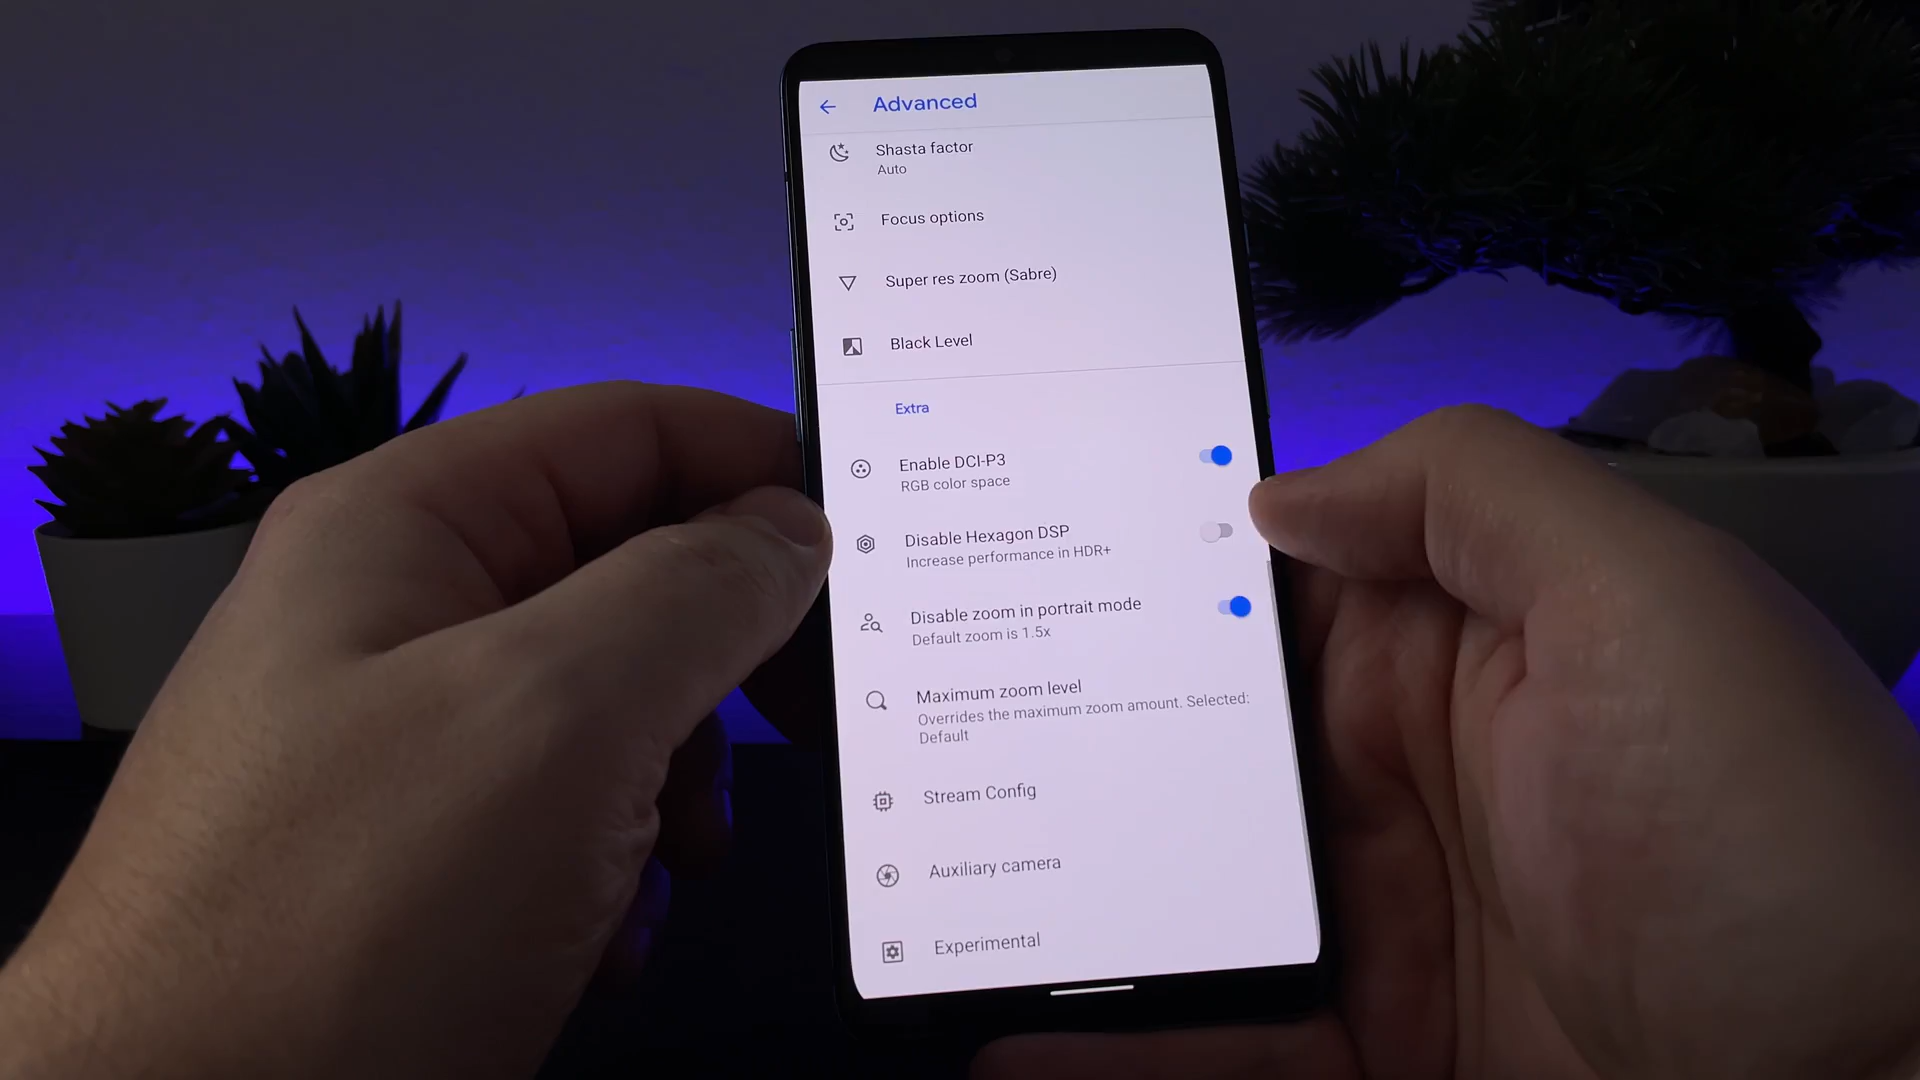 Advanced
Shasta factor
Auto
Focus options
Super res zoom (Sabre)
Black Level
Extra
Enable DCI-P3
RGB color space
Disable Hexagon DSP
Increase performance in HDR+
Disable zoom in portrait mode
Default zoom is 1.5x
Maximum zoom level
Overrides the maximum zoom amount. Selected:
Default
Stream Config
Auxiliary camera
Experimental